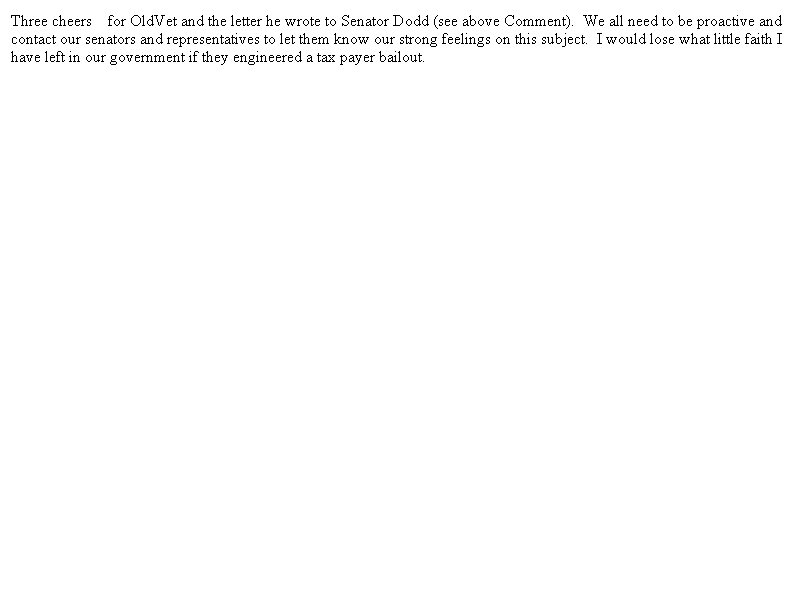 Three cheers    for OldVet and the letter he wrote to Senator Dodd (see above Comment).  We all need to be proactive and
contact our senators and representatives to let them know our strong feelings on this subject.  I would lose what little faith I
have left in our government if they engineered a tax payer bailout.